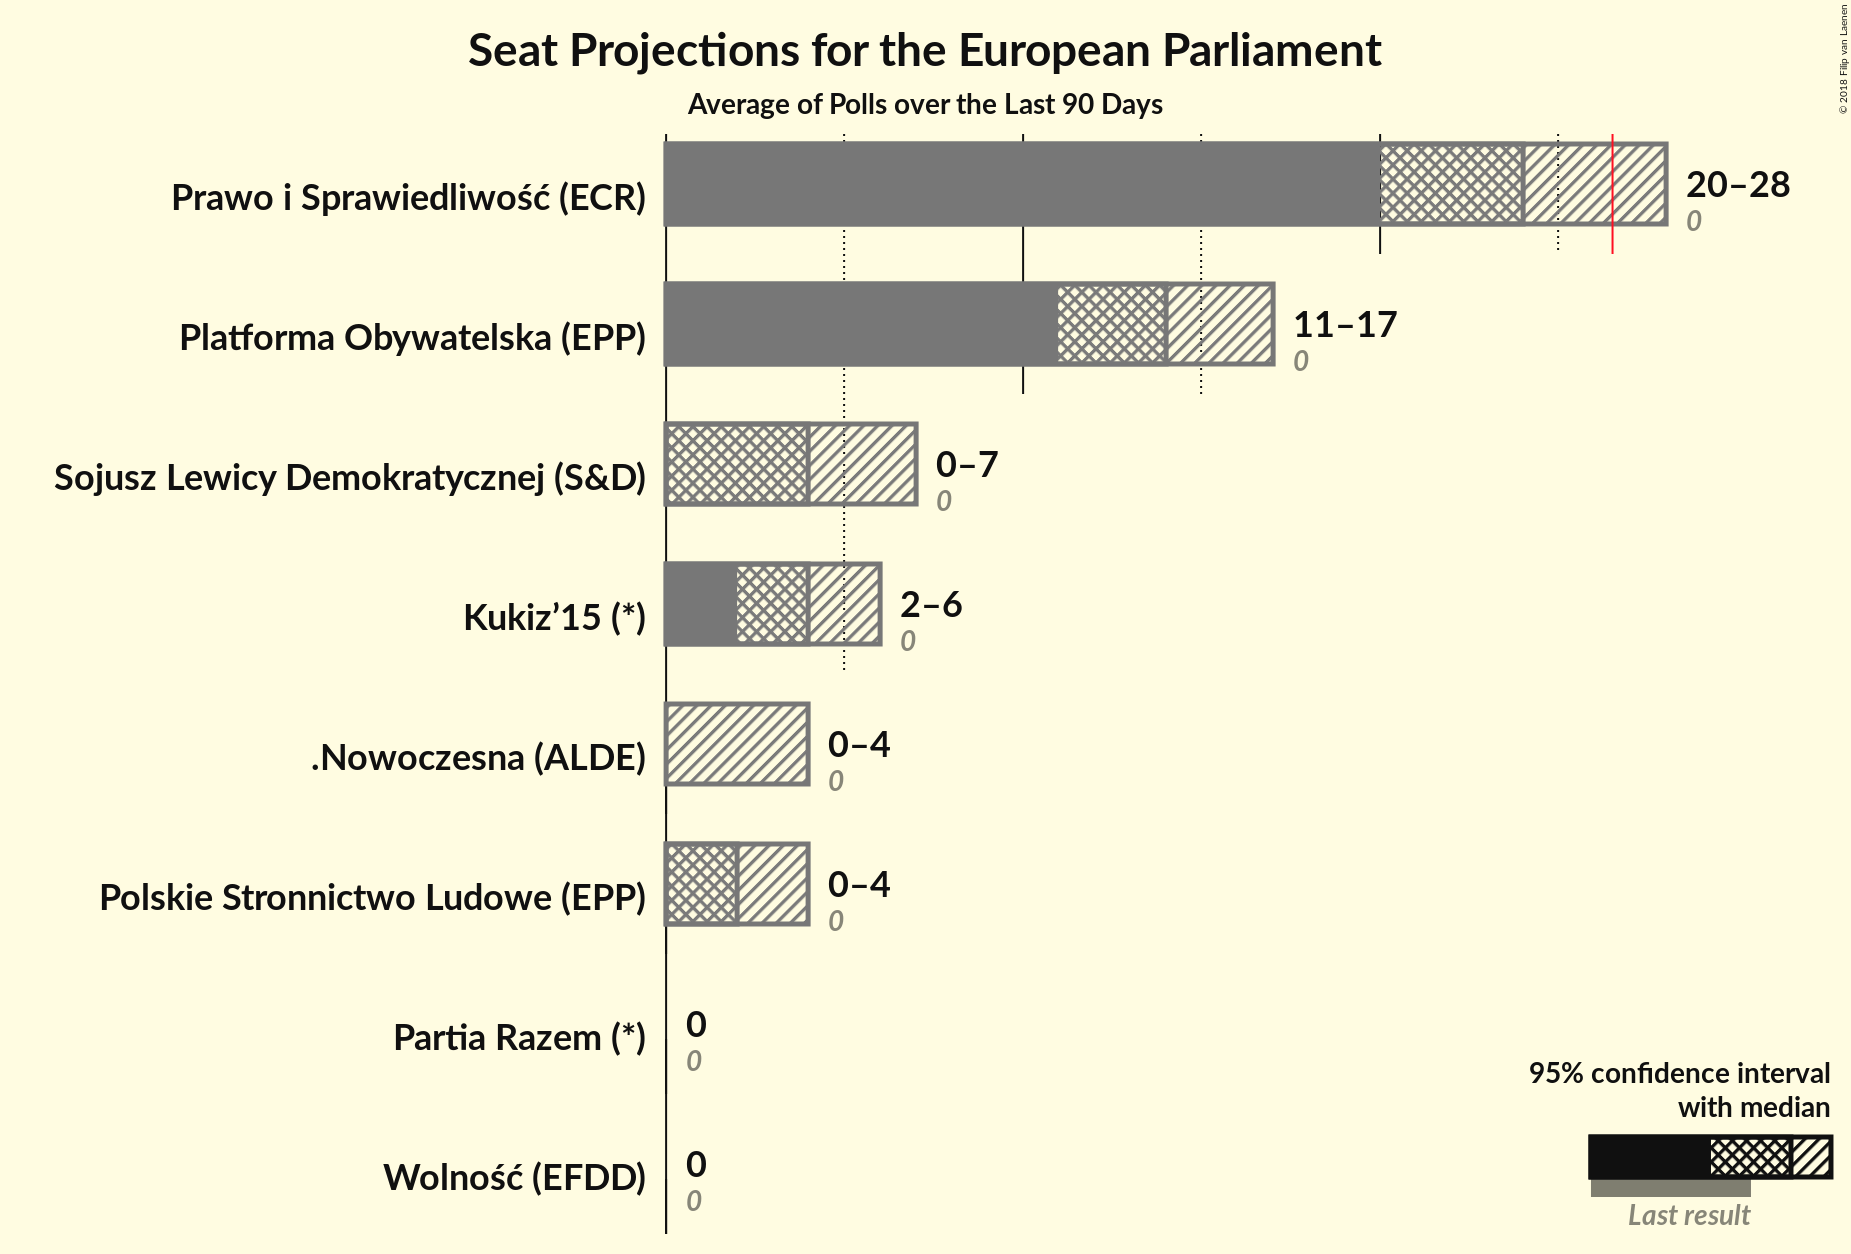 Seat Projections for the European Parliament
Average of Polls over the Last 90 Days
© 2018 Filip van Laenen
Prawo i Sprawiedliwość (ECR)
20–28
0
Platforma Obywatelska (EPP)
11–17
0
Sojusz Lewicy Demokratycznej (S&D)
0–7
0
Kukiz’15 (*)
2–6
0
.Nowoczesna (ALDE)
0–4
0
Polskie Stronnictwo Ludowe (EPP)
0–4
0
Partia Razem (*)
0
0
Wolność (EFDD)
0
0
95% confidence interval
with median
Last result